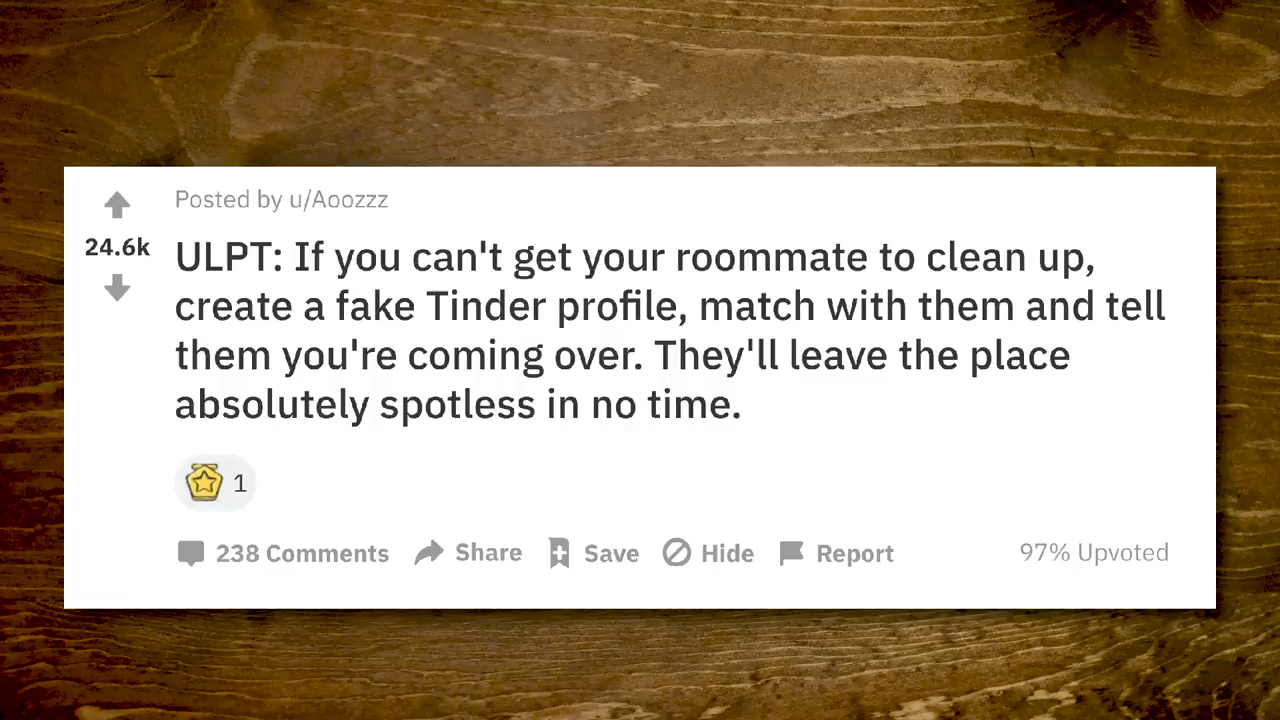 Posted by u/Aoozzz
24.6k
ULPT: If you can't get your roommate to clean up,
create a fake Tinder profile, match with them and tell
them you're coming over. They'll leave the place
absolutely spotless in no time.
1
238 Comments Share Save Hide Report 97% Upvoted